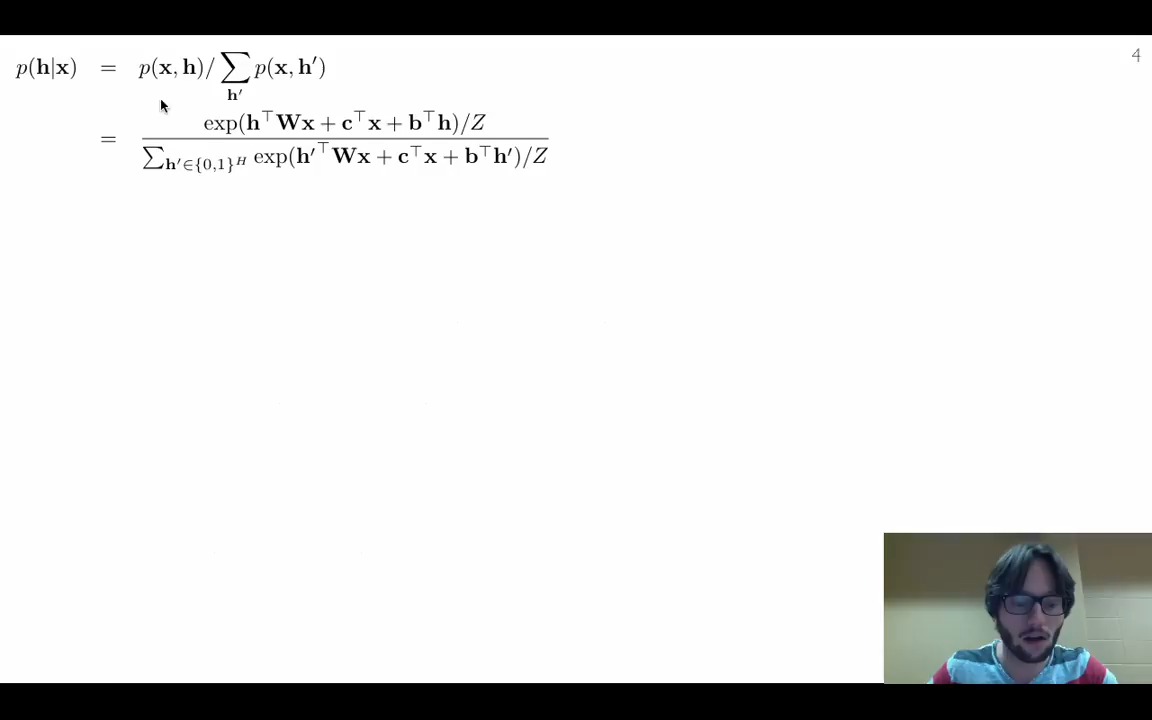 p(h|x) = p(x, h)/ ∑_{h′} p(x, h′)
4
= exp(h^⊤Wx + c^⊤x + b^⊤h)/Z
∑_{h′∈{0,1}^H} exp(h′^⊤Wx + c^⊤x + b^⊤h′)/Z